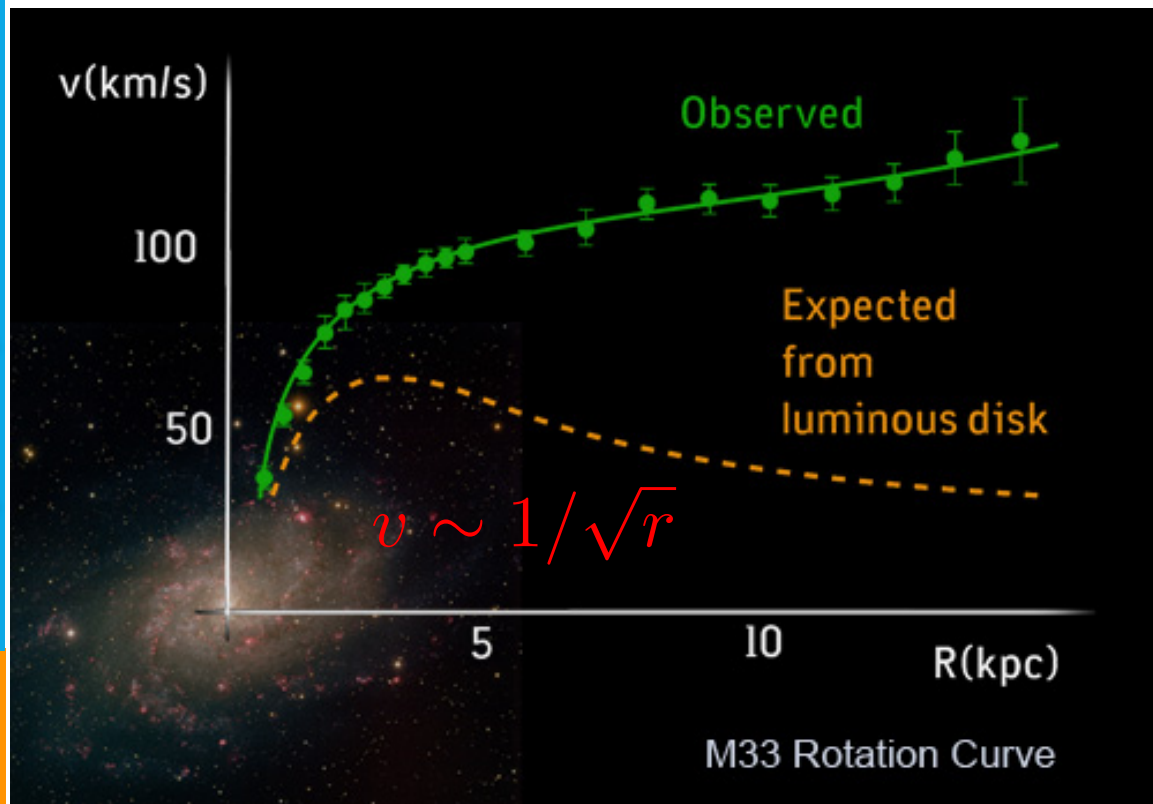 v(km/s)
Observed
100
Expected
from
luminous disk
50
v ∼ 1/√r
5
10
R(kpc)
M33 Rotation Curve